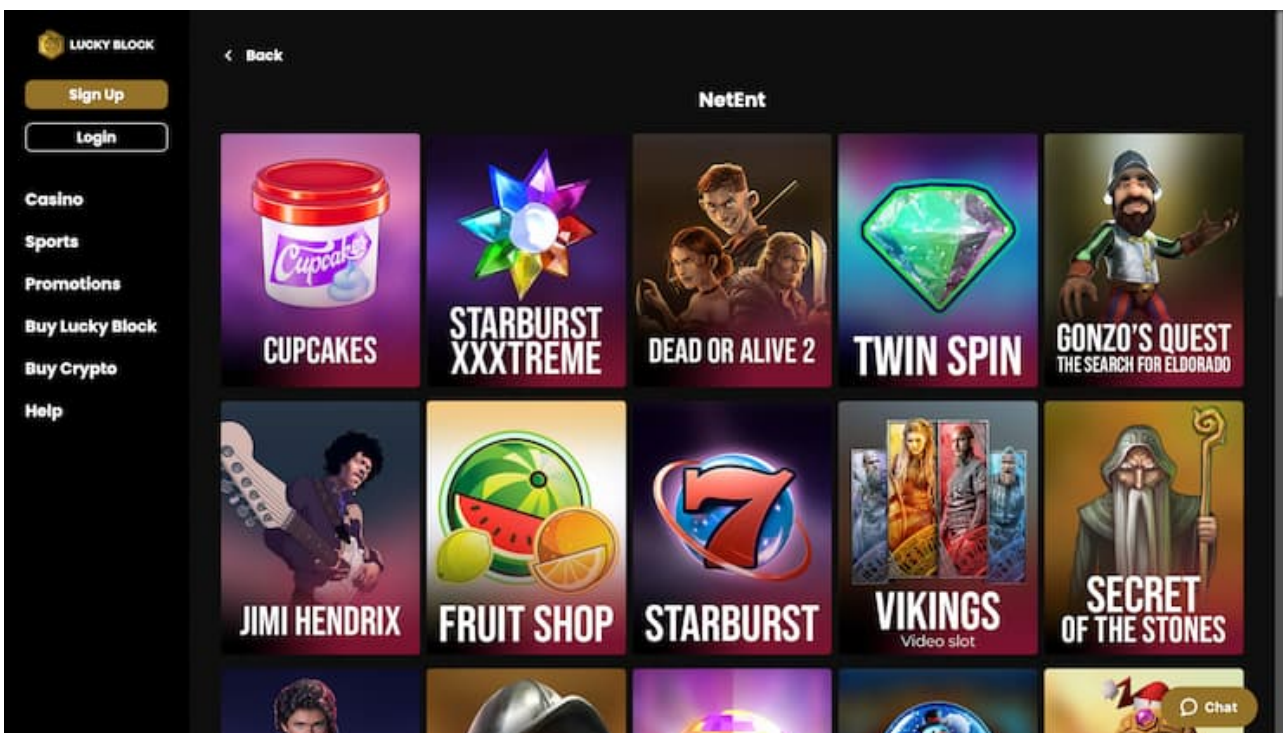 LUCKY BLOCK
Sign Up
Login
Casino
Sports
Promotions
Buy Lucky Block
Buy Crypto
Help
Back
NetEnt
Cupcakes
CUPCAKES
STARBURST
XXXTREME
DEAD OR ALIVE 2
TWIN SPIN
GONZO'S QUEST
THE SEARCH FOR ELDORADO
JIMI HENDRIX
FRUIT SHOP
7
STARBURST
VIKINGS
Video slot
SECRET
OF THE STONES
Chat